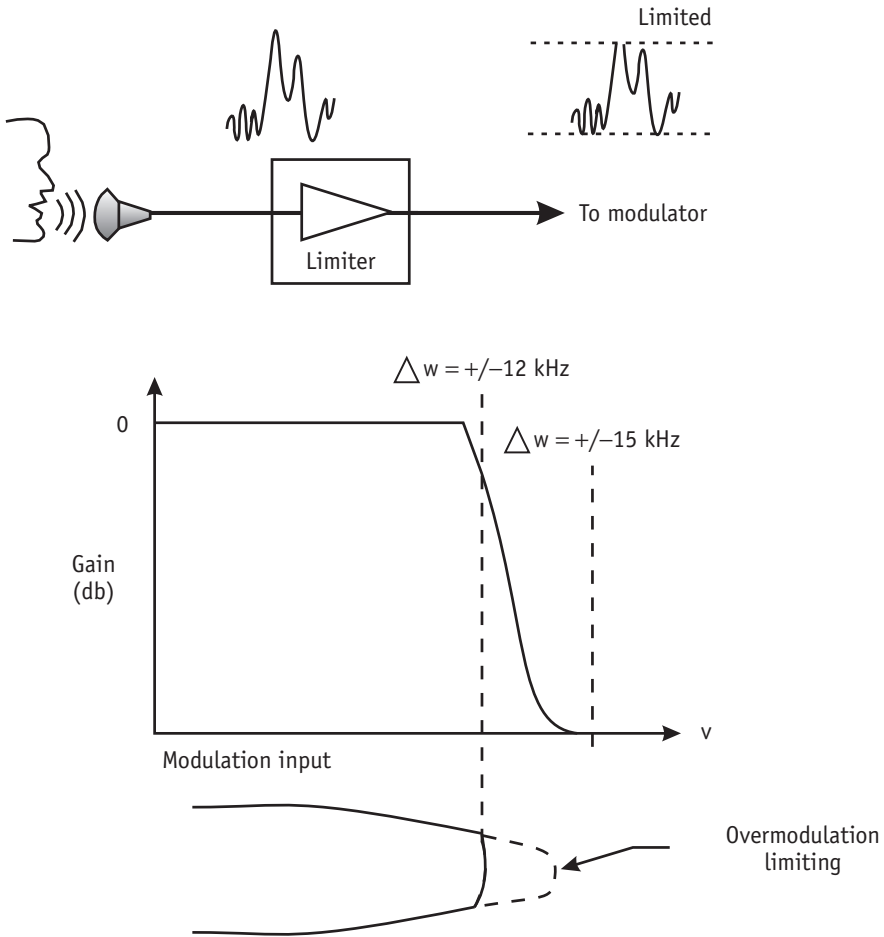 Limited
To modulator
Limiter
△ w = +/−12 kHz
0
△ w = +/−15 kHz
Gain
(db)
v
Modulation input
Overmodulation
limiting